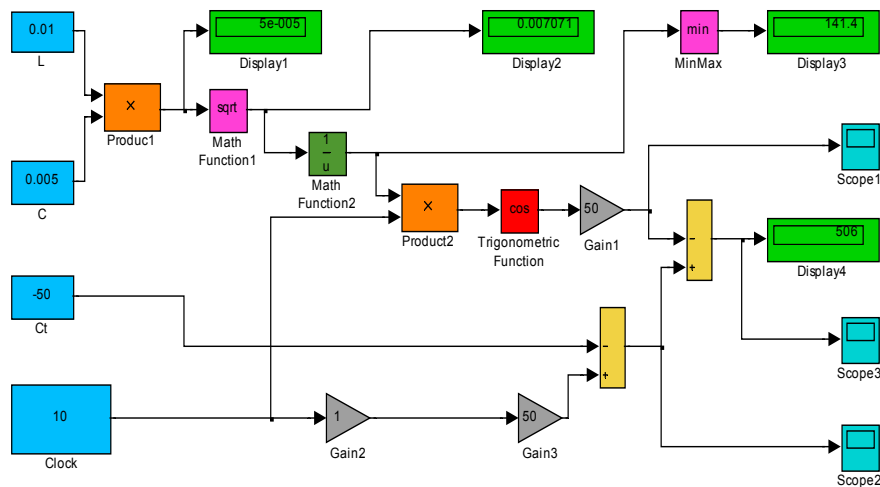 0.01
L
5e-005
Display1
0.007071
Display2
min
MinMax
141.4
Display3
×
Produc1
sqrt
Math
Function1
1
u
Math
Function2
Scope1
0.005
C
×
Product2
cos
Trigonometric
Function
50
Gain1
-
+
506
Display4
-50
Ct
-
+
Scope3
10
Clock
1
Gain2
50
Gain3
Scope2